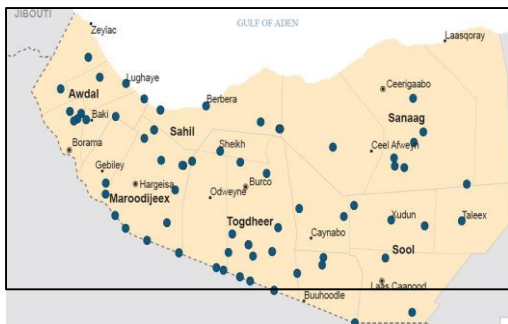 DJIBOUTI
Zeylac
GULF OF ADEN
Laasqoray
Lughaye
Ceerigaabo
Awdal
Berbera
Baki
Sanaag
Sahil
Borama
Sheikh
Ceel Afweyn
Gebiley
Hargeisa
Burco
Maroodijeex
Odweyne
Xudun
Taleex
Togdheer
Caynabo
Sool
Laas Caanood
Buuhoodle